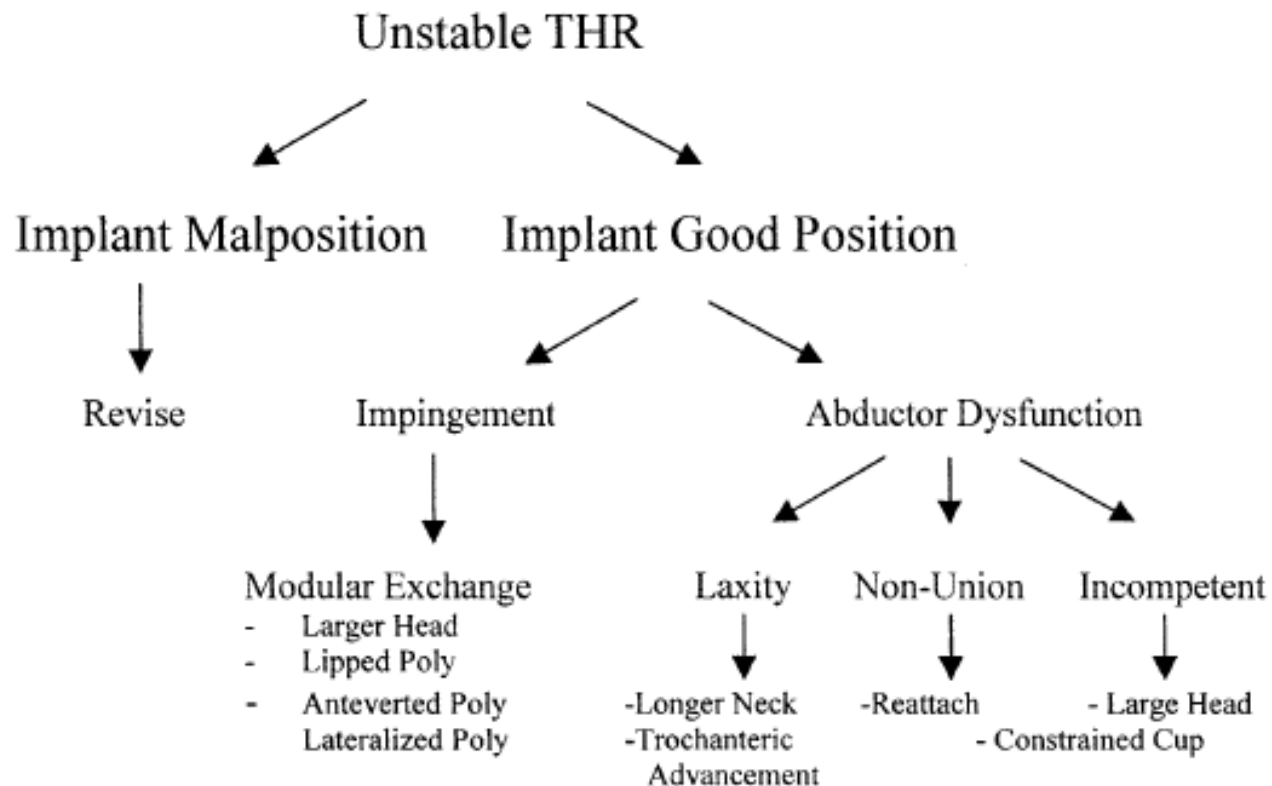 Unstable THR
Implant Malposition
Implant Good Position
Revise
Impingement
Abductor Dysfunction
Modular Exchange
- Larger Head
- Lipped Poly
- Anteverted Poly
Lateralized Poly
Laxity
Non-Union
Incompetent
-Longer Neck
-Trochanteric
Advancement
-Reattach
- Large Head
- Constrained Cup